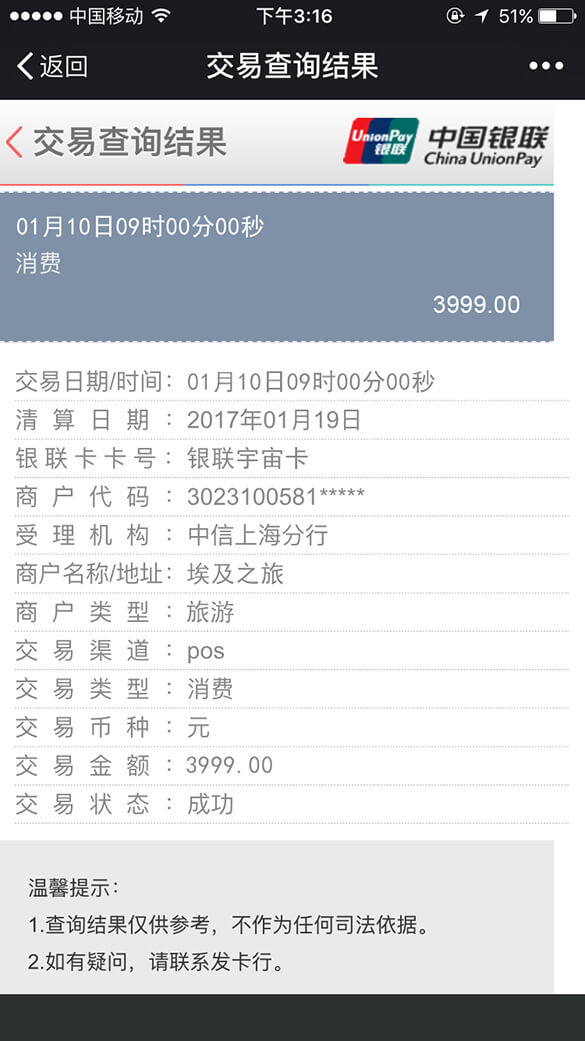 中国移动 下午3:16 51%
返回 交易查询结果
交易查询结果 UnionPay 银联 中国银联 China UnionPay
01月10日09时00分00秒
消费
3999.00
交易日期/时间：01月10日09时00分00秒
清算日期：2017年01月19日
银联卡卡号：银联宇宙卡
商户代码：3023100581*****
受理机构：中信上海分行
商户名称/地址：埃及之旅
商户类型：旅游
交易渠道：pos
交易类型：消费
交易币种：元
交易金额：3999.00
交易状态：成功
温馨提示：
1.查询结果仅供参考，不作为任何司法依据。
2.如有疑问，请联系发卡行。